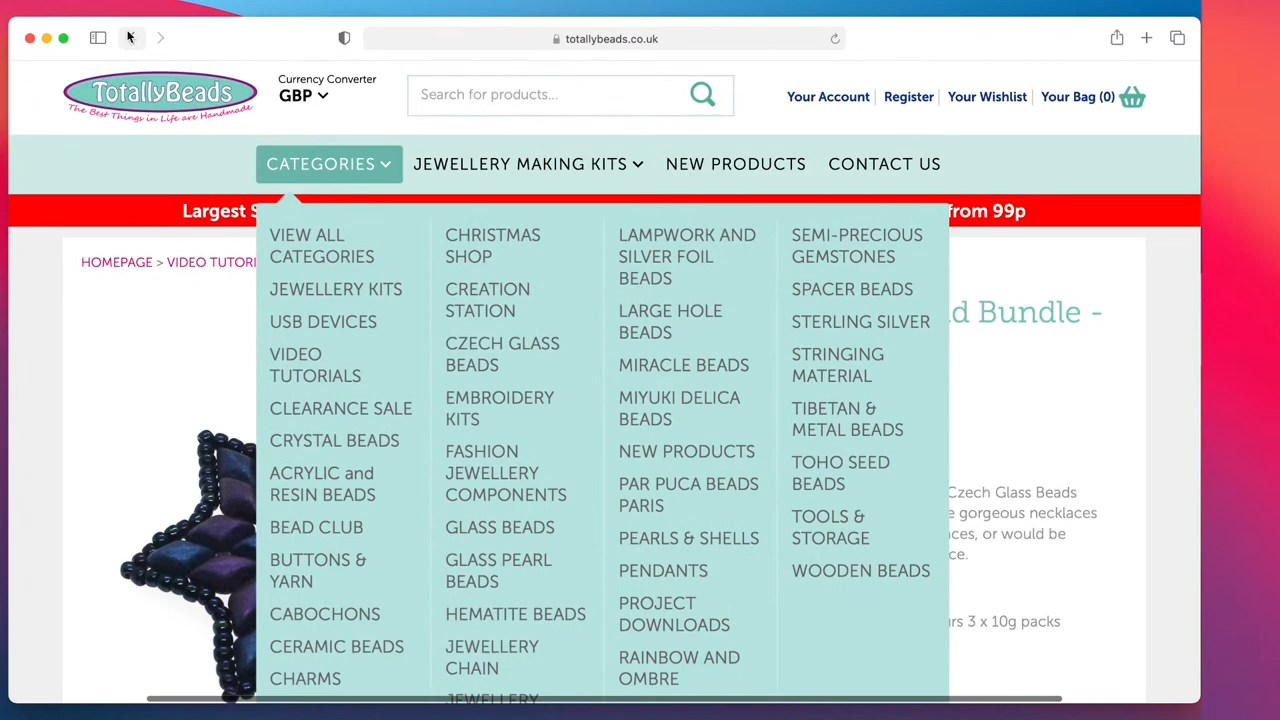 totallybeads.co.uk
TotallyBeads
The Best Things in Life are Handmade
Currency Converter
GBP
Search for products...
Your Account
Register
Your Wishlist
Your Bag (0)
CATEGORIES
JEWELLERY MAKING KITS
NEW PRODUCTS
CONTACT US
Largest
from 99p
HOMEPAGE > VIDEO TUTORI
VIEW ALL
CATEGORIES
JEWELLERY KITS
USB DEVICES
VIDEO
TUTORIALS
CLEARANCE SALE
CRYSTAL BEADS
ACRYLIC and
RESIN BEADS
BEAD CLUB
BUTTONS &
YARN
CABOCHONS
CERAMIC BEADS
CHARMS
CHRISTMAS
SHOP
CREATION
STATION
CZECH GLASS
BEADS
EMBROIDERY
KITS
FASHION
JEWELLERY
COMPONENTS
GLASS BEADS
GLASS PEARL
BEADS
HEMATITE BEADS
JEWELLERY
CHAIN
JEWELLERY
LAMPWORK AND
SILVER FOIL
BEADS
LARGE HOLE
BEADS
MIRACLE BEADS
MIYUKI DELICA
BEADS
NEW PRODUCTS
PAR PUCA BEADS
PARIS
PEARLS & SHELLS
PENDANTS
PROJECT
DOWNLOADS
RAINBOW AND
OMBRE
SEMI-PRECIOUS
GEMSTONES
SPACER BEADS
STERLING SILVER
STRINGING
MATERIAL
TIBETAN &
METAL BEADS
TOHO SEED
BEADS
TOOLS &
STORAGE
WOODEN BEADS
d Bundle -
Czech Glass Beads
e gorgeous necklaces
ces, or would be
ce.
urs 3 x 10g packs